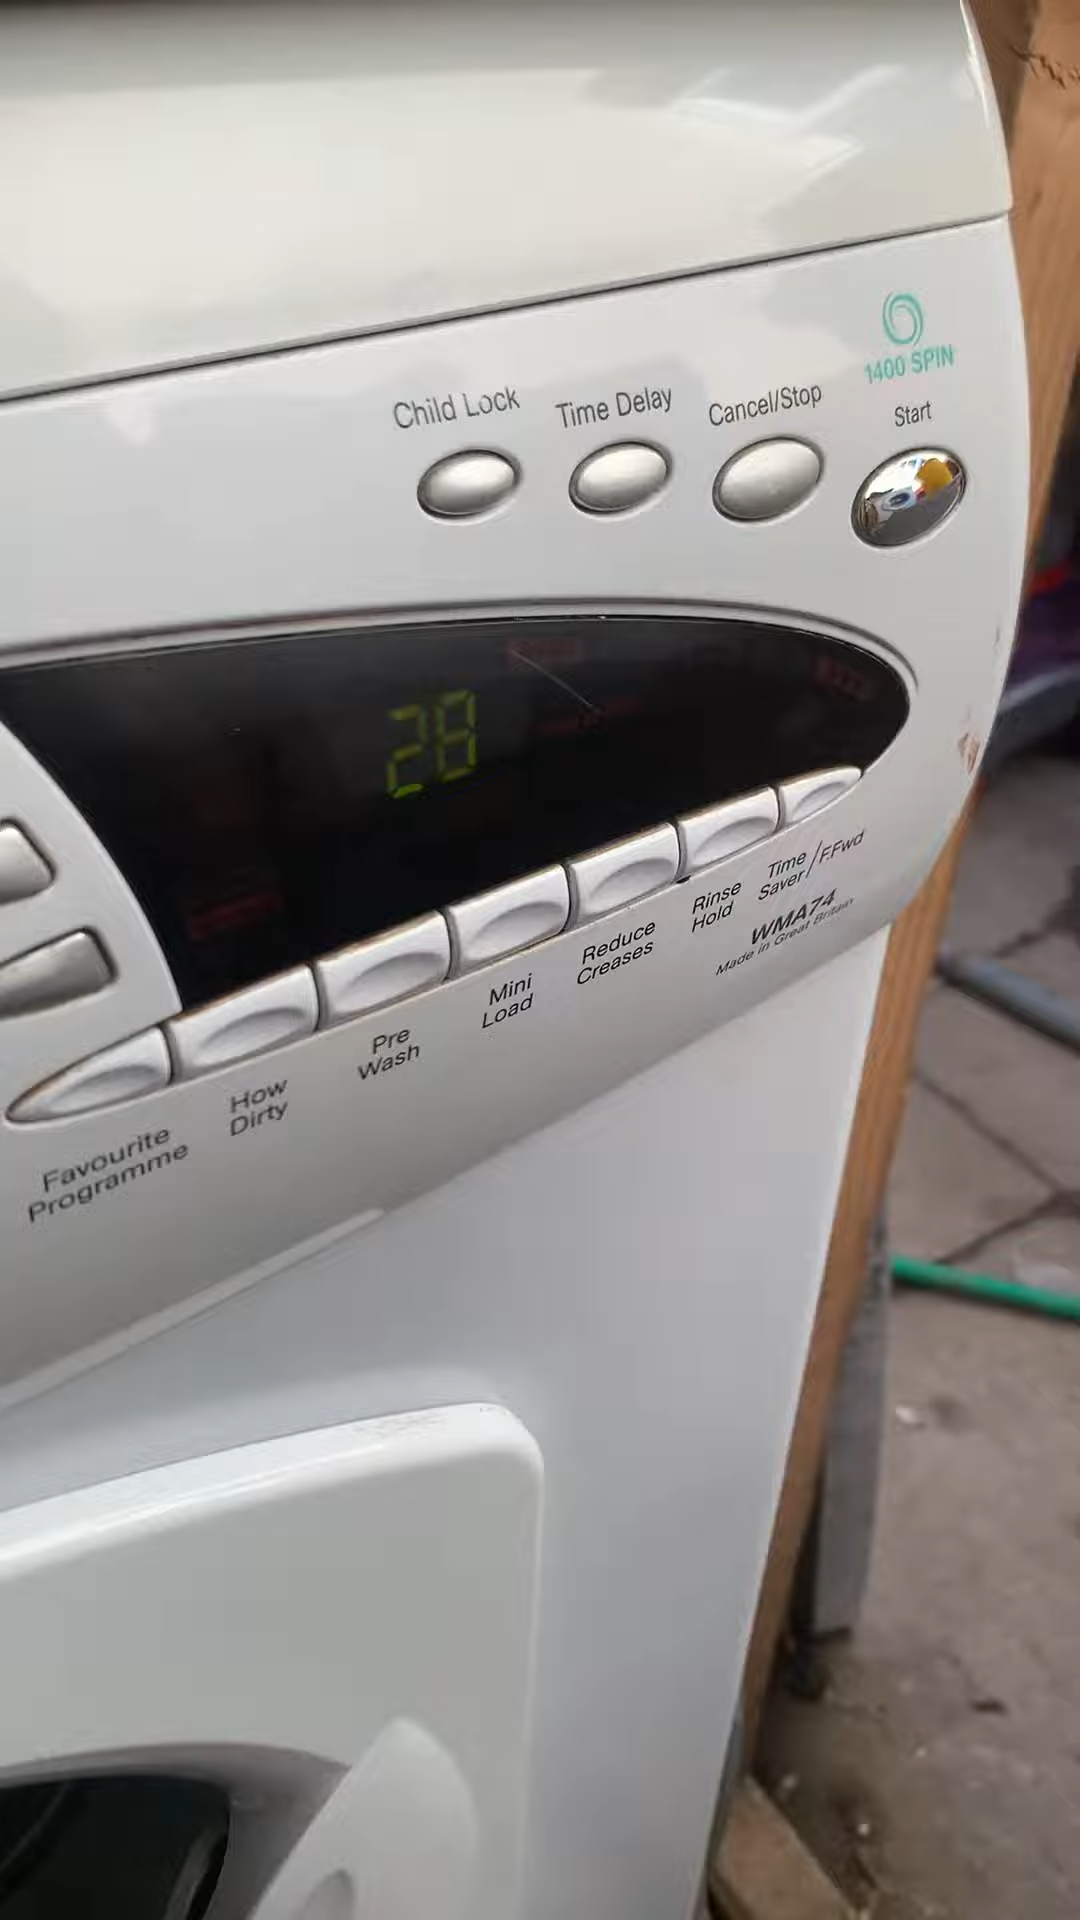 1400 SPIN
Child Lock
Time Delay
Cancel/Stop
Start
28
Favourite
Programme
How
Dirty
Pre
Wash
Mini
Load
Reduce
Creases
Rinse
Hold
Time
Saver/F.Fwd
WMA74
Made in Great Britain